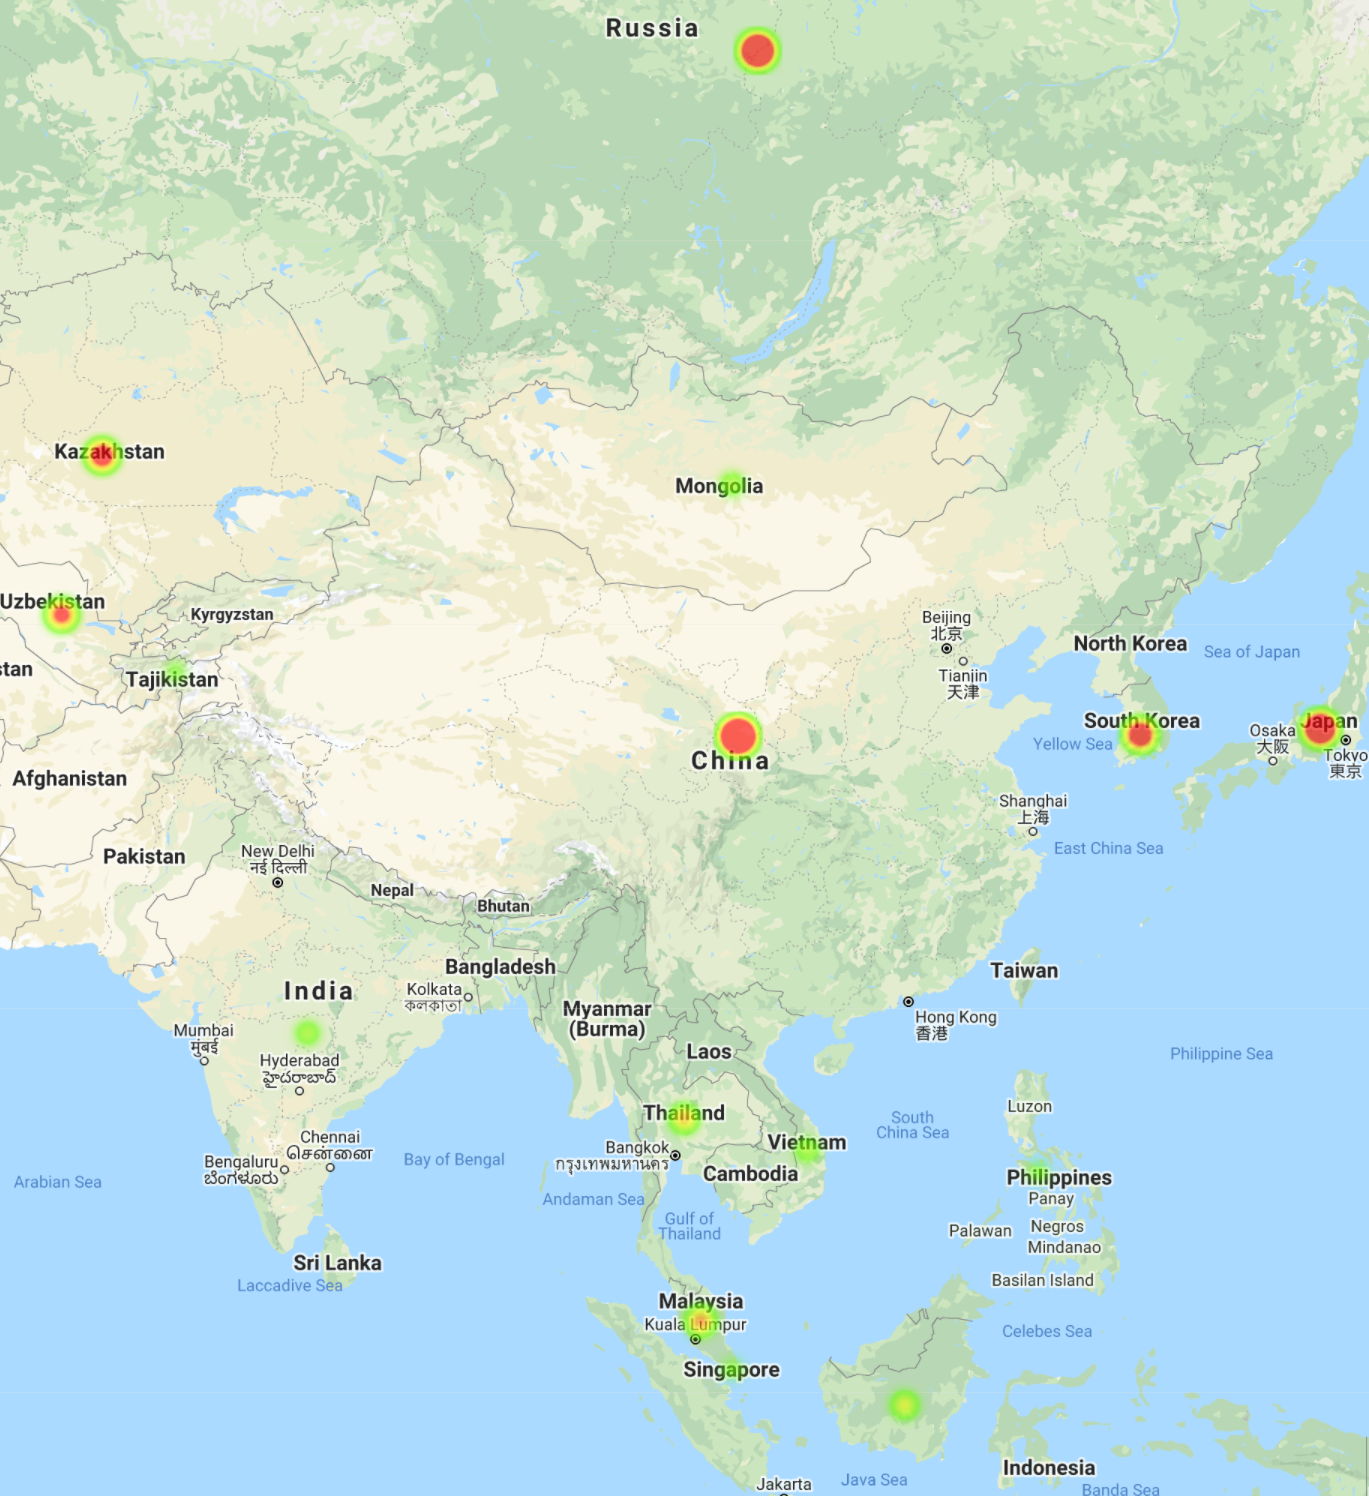 Russia
Kazakhstan
Mongolia
Uzbekistan
Kyrgyzstan
Beijing
北京
North Korea
Sea of Japan
stan
Tajikistan
Tianjin
天津
South Korea
Japan
Yellow Sea
Osaka
大阪
Tokyo
東京
China
Afghanistan
Shanghai
上海
East China Sea
Pakistan
New Delhi
नई दिल्ली
Nepal
Bhutan
Bangladesh
Taiwan
India
Kolkata
কলকাতা
Myanmar
(Burma)
Hong Kong
香港
Mumbai
मुंबई
Laos
Philippine Sea
Hyderabad
హైదరాబాద్
Luzon
Thailand
South
China Sea
Chennai
சென்னை
Vietnam
Bangkok
กรุงเทพมหานคร
Bay of Bengal
Bengaluru
ಬೆಂಗಳೂರು
Cambodia
Philippines
Arabian Sea
Andaman Sea
Panay
Gulf of
Thailand
Palawan
Negros
Mindanao
Sri Lanka
Laccadive Sea
Basilan Island
Malaysia
Kuala Lumpur
Celebes Sea
Singapore
Indonesia
Java Sea
Jakarta
Banda Sea